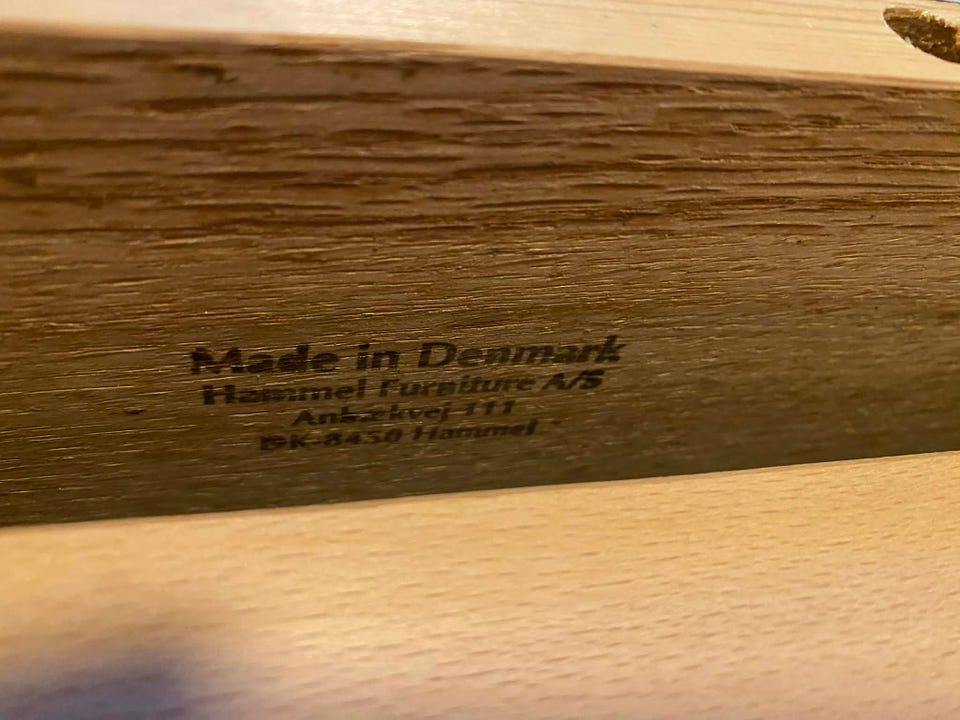 Made in Denmark
Hammel Furniture A/S
Anbækvej 111
DK-8450 Hammel